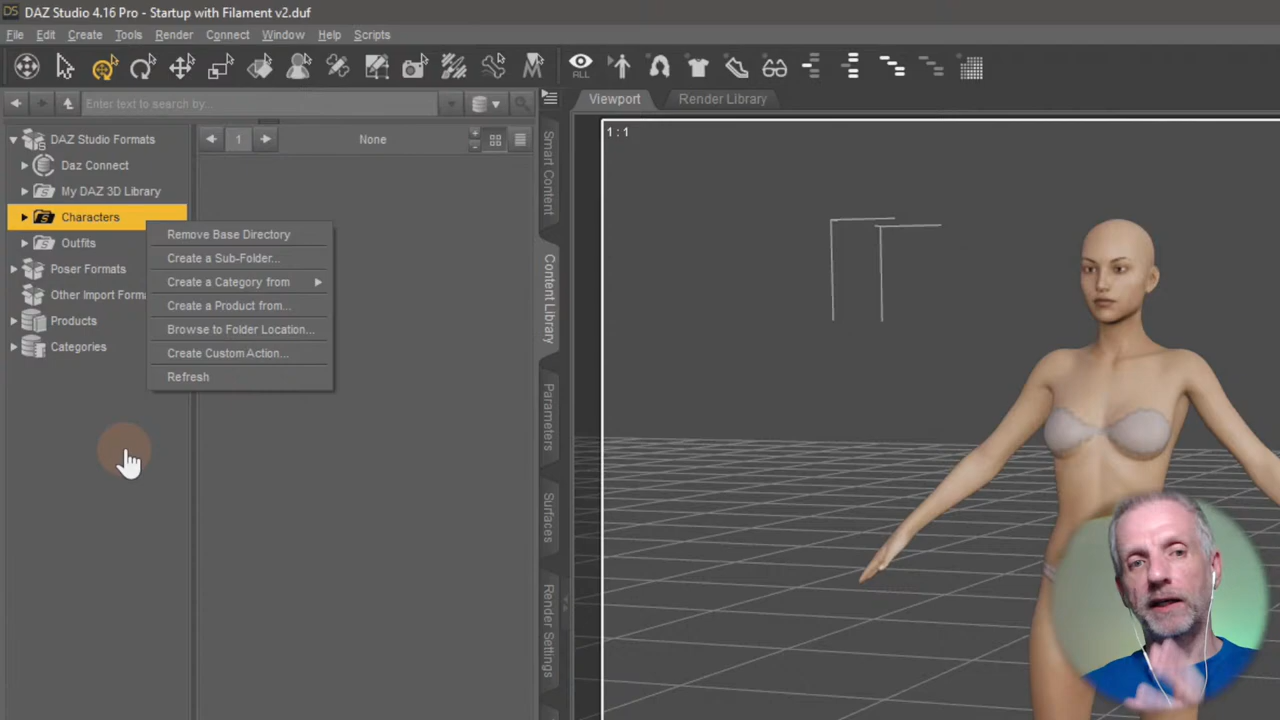 DS DAZ Studio 4.16 Pro - Startup with Filament v2.duf
File Edit Create Tools Render Connect Window Help Scripts
ALL
Enter text to search by...
Viewport Render Library
DAZ Studio Formats
Daz Connect
My DAZ 3D Library
Characters
Outfits
Poser Formats
Other Import Forma
Products
Categories
1 None
Remove Base Directory
Create a Sub-Folder...
Create a Category from
Create a Product from...
Browse to Folder Location...
Create Custom Action...
Refresh
Smart Content
Content Library
Parameters
Surfaces
Render Settings
1 : 1